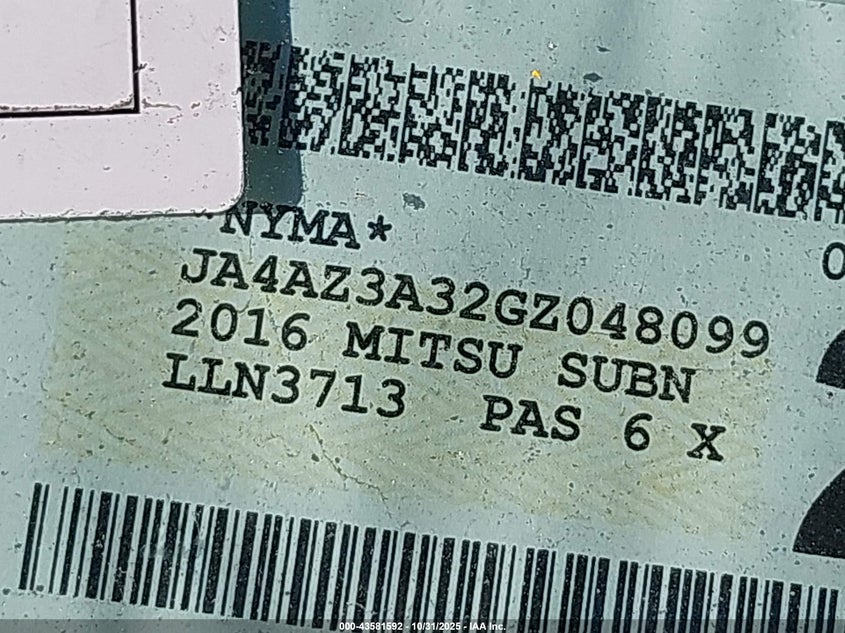 NYMA*
JA4AZ3A32GZ048099
2016 MITSU SUBN
LLN3713 PAS 6 X
000-43581592 - 10/31/2025 - IAA Inc.